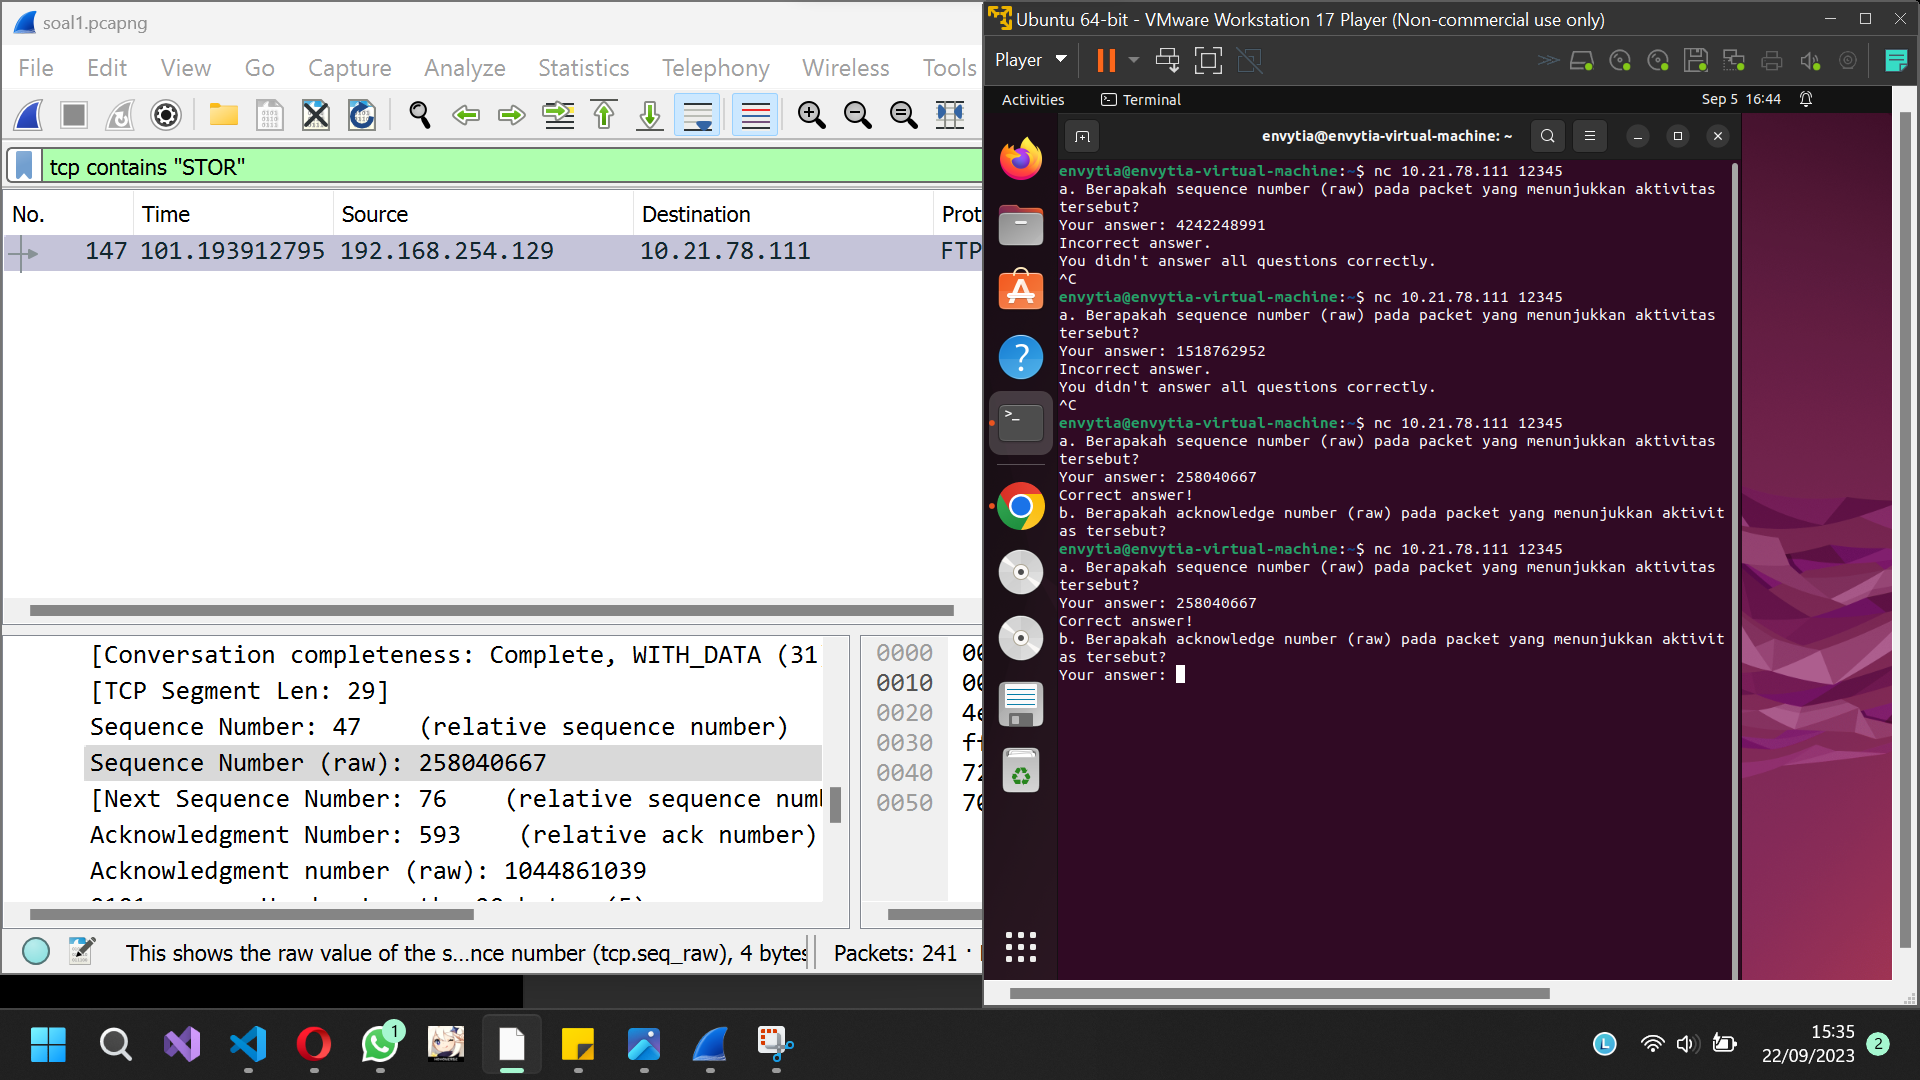 soal1.pcapng
File Edit View Go Capture Analyze Statistics Telephony Wireless Tools
tcp contains "STOR"
No. Time Source Destination Prot
147 101.193912795 192.168.254.129 10.21.78.111 FTP
[Conversation completeness: Complete, WITH_DATA (31
[TCP Segment Len: 29]
Sequence Number: 47 (relative sequence number)
Sequence Number (raw): 258040667
[Next Sequence Number: 76 (relative sequence num
Acknowledgment Number: 593 (relative ack number)
Acknowledgment number (raw): 1044861039
0000 00
0010 00
0020 4e
0030 ff
0040 72
0050 70
This shows the raw value of the s…nce number (tcp.seq_raw), 4 bytes
Packets: 241 ·
Ubuntu 64-bit - VMware Workstation 17 Player (Non-commercial use only)
Player
Activities Terminal Sep 5 16:44
envytia@envytia-virtual-machine: ~
envytia@envytia-virtual-machine:~$ nc 10.21.78.111 12345
a. Berapakah sequence number (raw) pada packet yang menunjukkan aktivitas
tersebut?
Your answer: 4242248991
Incorrect answer.
You didn't answer all questions correctly.
^C
envytia@envytia-virtual-machine:~$ nc 10.21.78.111 12345
a. Berapakah sequence number (raw) pada packet yang menunjukkan aktivitas
tersebut?
Your answer: 1518762952
Incorrect answer.
You didn't answer all questions correctly.
^C
envytia@envytia-virtual-machine:~$ nc 10.21.78.111 12345
a. Berapakah sequence number (raw) pada packet yang menunjukkan aktivitas
tersebut?
Your answer: 258040667
Correct answer!
b. Berapakah acknowledge number (raw) pada packet yang menunjukkan aktivit
as tersebut?
envytia@envytia-virtual-machine:~$ nc 10.21.78.111 12345
a. Berapakah sequence number (raw) pada packet yang menunjukkan aktivitas
tersebut?
Your answer: 258040667
Correct answer!
b. Berapakah acknowledge number (raw) pada packet yang menunjukkan aktivit
as tersebut?
Your answer:
1
L
15:35
22/09/2023
2